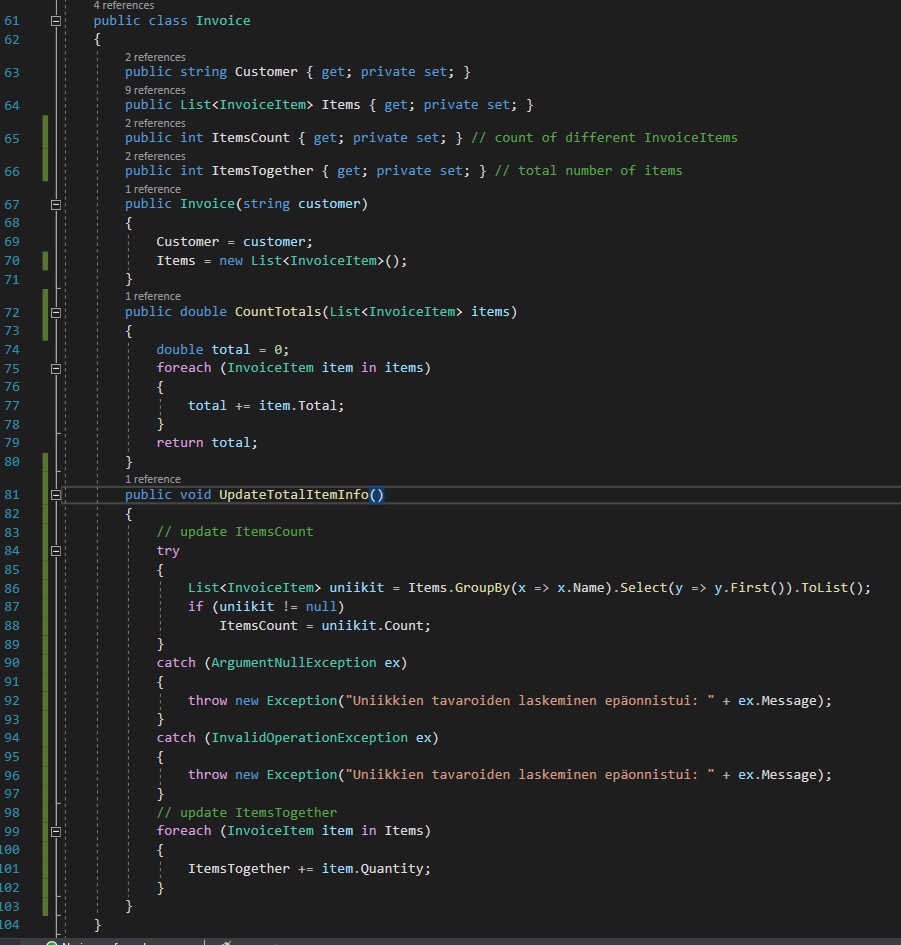 4 references
61 public class Invoice
62 {
2 references
63 public string Customer { get; private set; }
9 references
64 public List<InvoiceItem> Items { get; private set; }
2 references
65 public int ItemsCount { get; private set; } // count of different InvoiceItems
2 references
66 public int ItemsTogether { get; private set; } // total number of items
1 reference
67 public Invoice(string customer)
68 {
69 Customer = customer;
70 Items = new List<InvoiceItem>();
71 }
1 reference
72 public double CountTotals(List<InvoiceItem> items)
73 {
74 double total = 0;
75 foreach (InvoiceItem item in items)
76 {
77 total += item.Total;
78 }
79 return total;
80 }
1 reference
81 public void UpdateTotalItemInfo()
82 {
83 // update ItemsCount
84 try
85 {
86 List<InvoiceItem> uniikit = Items.GroupBy(x => x.Name).Select(y => y.First()).ToList();
87 if (uniikit != null)
88 ItemsCount = uniikit.Count;
89 }
90 catch (ArgumentNullException ex)
91 {
92 throw new Exception("Uniikkien tavaroiden laskeminen epäonnistui: " + ex.Message);
93 }
94 catch (InvalidOperationException ex)
95 {
96 throw new Exception("Uniikkien tavaroiden laskeminen epäonnistui: " + ex.Message);
97 }
98 // update ItemsTogether
99 foreach (InvoiceItem item in Items)
100 {
101 ItemsTogether += item.Quantity;
102 }
103 }
104 }